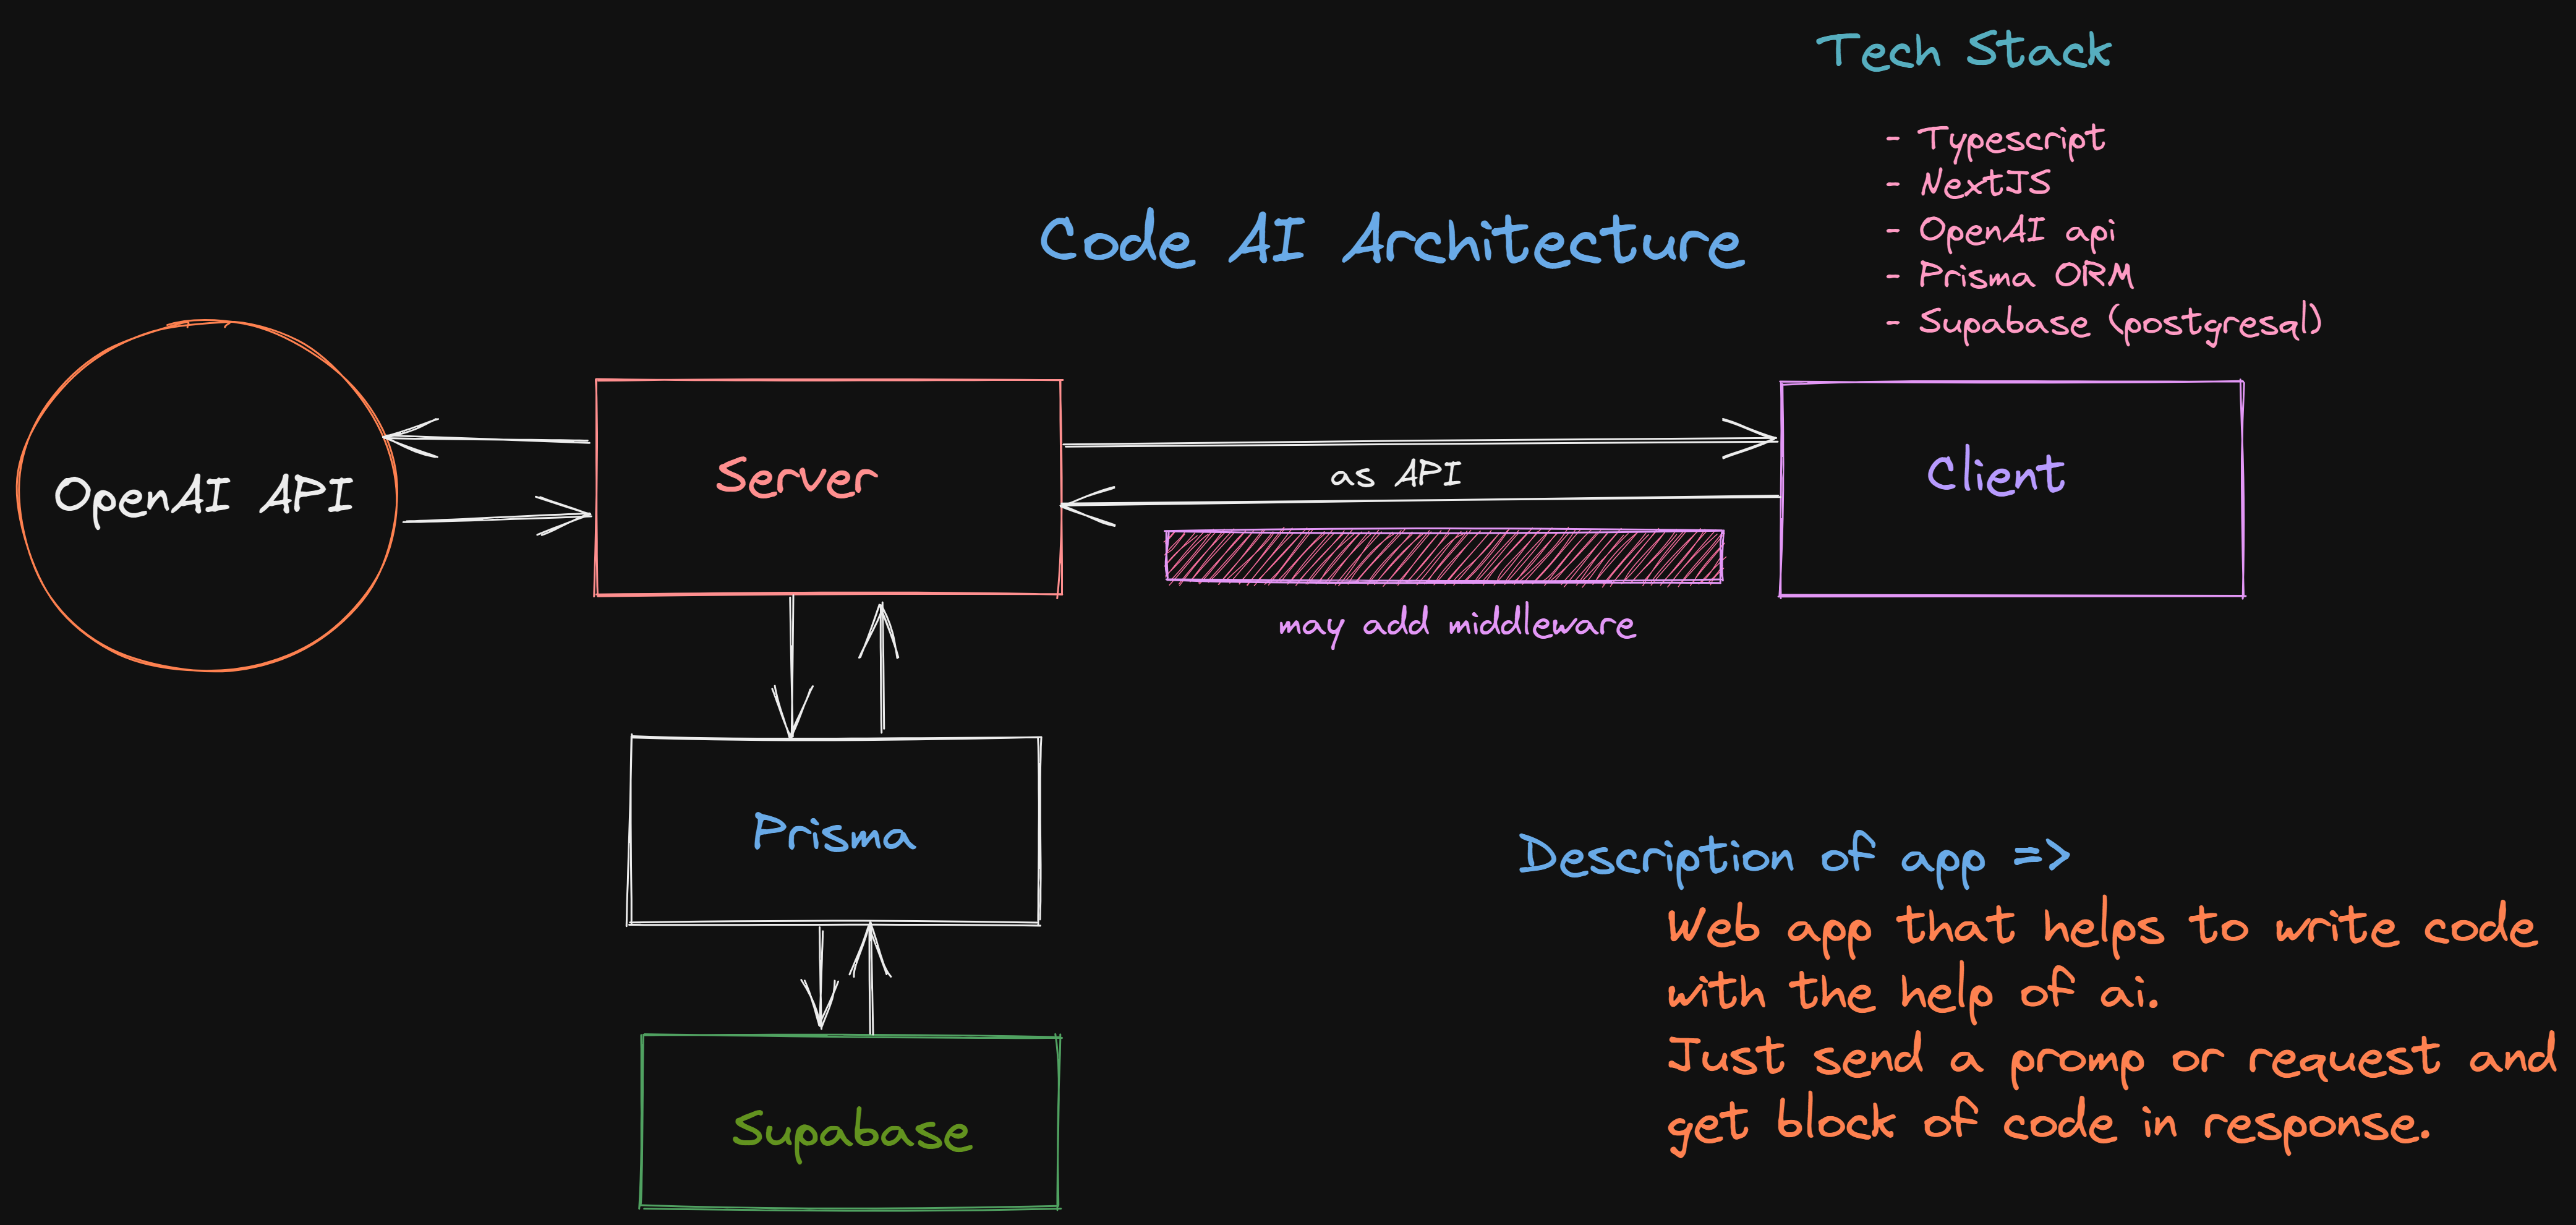 Tech Stack
- Typescript
- NextJS
- OpenAI api
- Prisma ORM
- Supabase (postgresql)
Code AI Architecture
OpenAI API
Server
as API
Client
may add middleware
Prisma
Supabase
Description of app =>
Web app that helps to write code
with the help of ai.
Just send a promp or request and
get block of code in response.